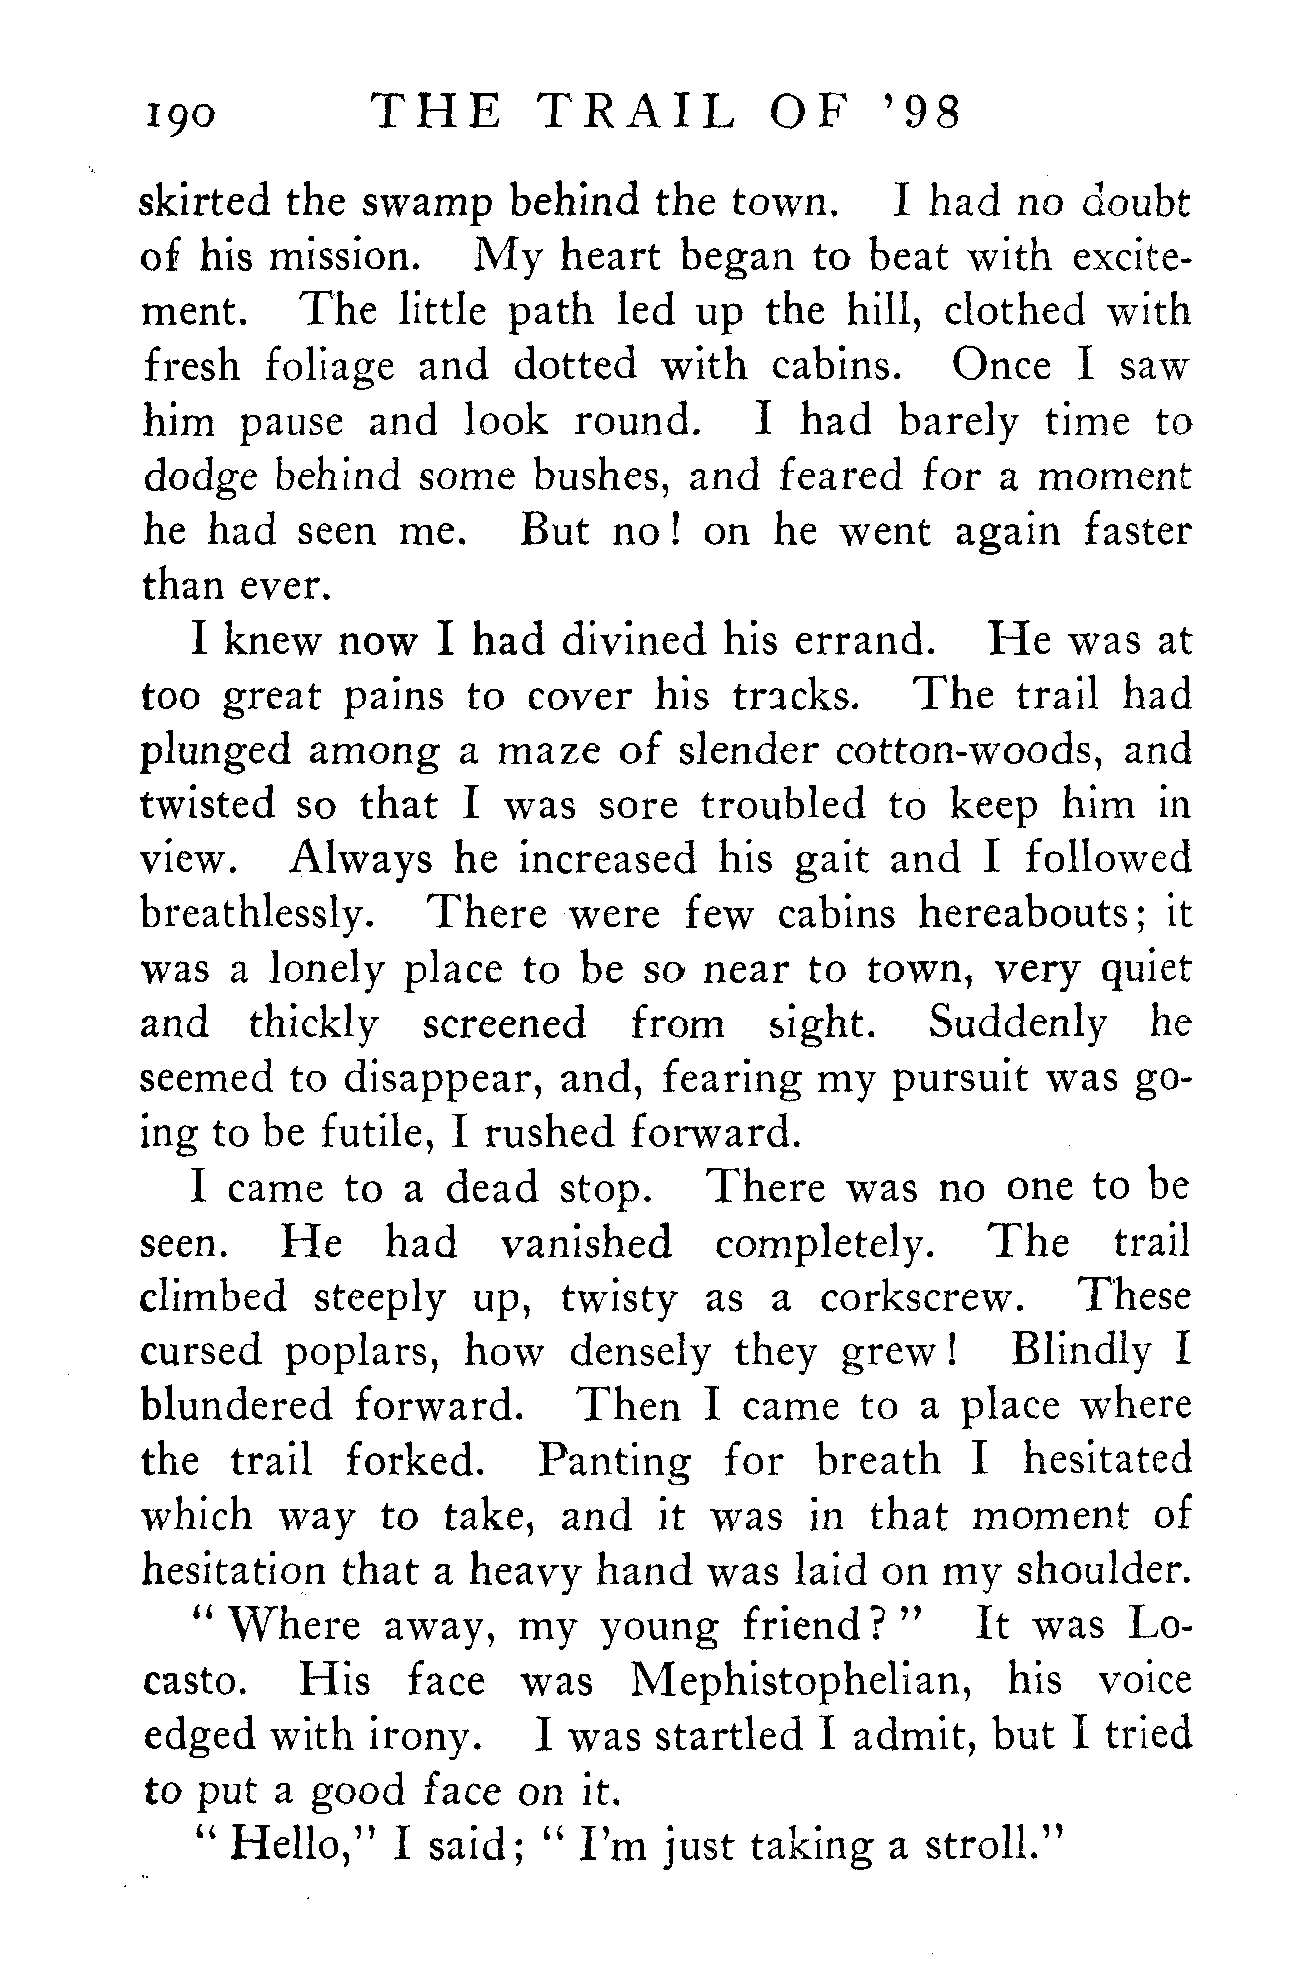 190 THE TRAIL OF '98
skirted the swamp behind the town. I had no doubt
of his mission. My heart began to beat with excite-
ment. The little path led up the hill, clothed with
fresh foliage and dotted with cabins. Once I saw
him pause and look round. I had barely time to
dodge behind some bushes, and feared for a moment
he had seen me. But no! on he went again faster
than ever.
I knew now I had divined his errand. He was at
too great pains to cover his tracks. The trail had
plunged among a maze of slender cotton-woods, and
twisted so that I was sore troubled to keep him in
view. Always he increased his gait and I followed
breathlessly. There were few cabins hereabouts; it
was a lonely place to be so near to town, very quiet
and thickly screened from sight. Suddenly he
seemed to disappear, and, fearing my pursuit was go-
ing to be futile, I rushed forward.
I came to a dead stop. There was no one to be
seen. He had vanished completely. The trail
climbed steeply up, twisty as a corkscrew. These
cursed poplars, how densely they grew! Blindly I
blundered forward. Then I came to a place where
the trail forked. Panting for breath I hesitated
which way to take, and it was in that moment of
hesitation that a heavy hand was laid on my shoulder.
"Where away, my young friend?" It was Lo-
casto. His face was Mephistophelian, his voice
edged with irony. I was startled I admit, but I tried
to put a good face on it.
"Hello," I said; "I'm just taking a stroll."